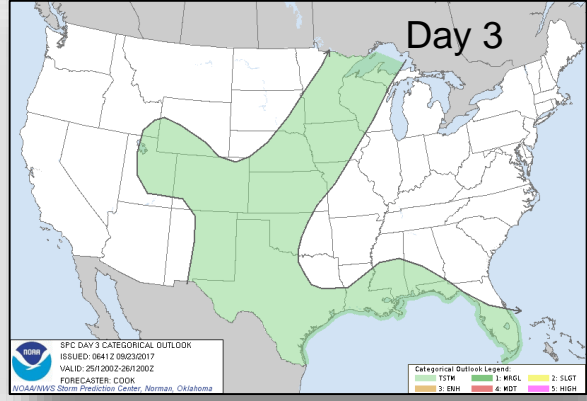 Day 3
NOAA
SPC DAY 3 CATEGORICAL OUTLOOK
ISSUED: 0641Z 09/23/2017
VALID: 25/1200Z-26/1200Z
FORECASTER: COOK
NOAA/NWS Storm Prediction Center, Norman, Oklahoma
Categorical Outlook Legend:
TSTM 1: MRGL 2: SLGT
3: ENH 4: MDT 5: HIGH